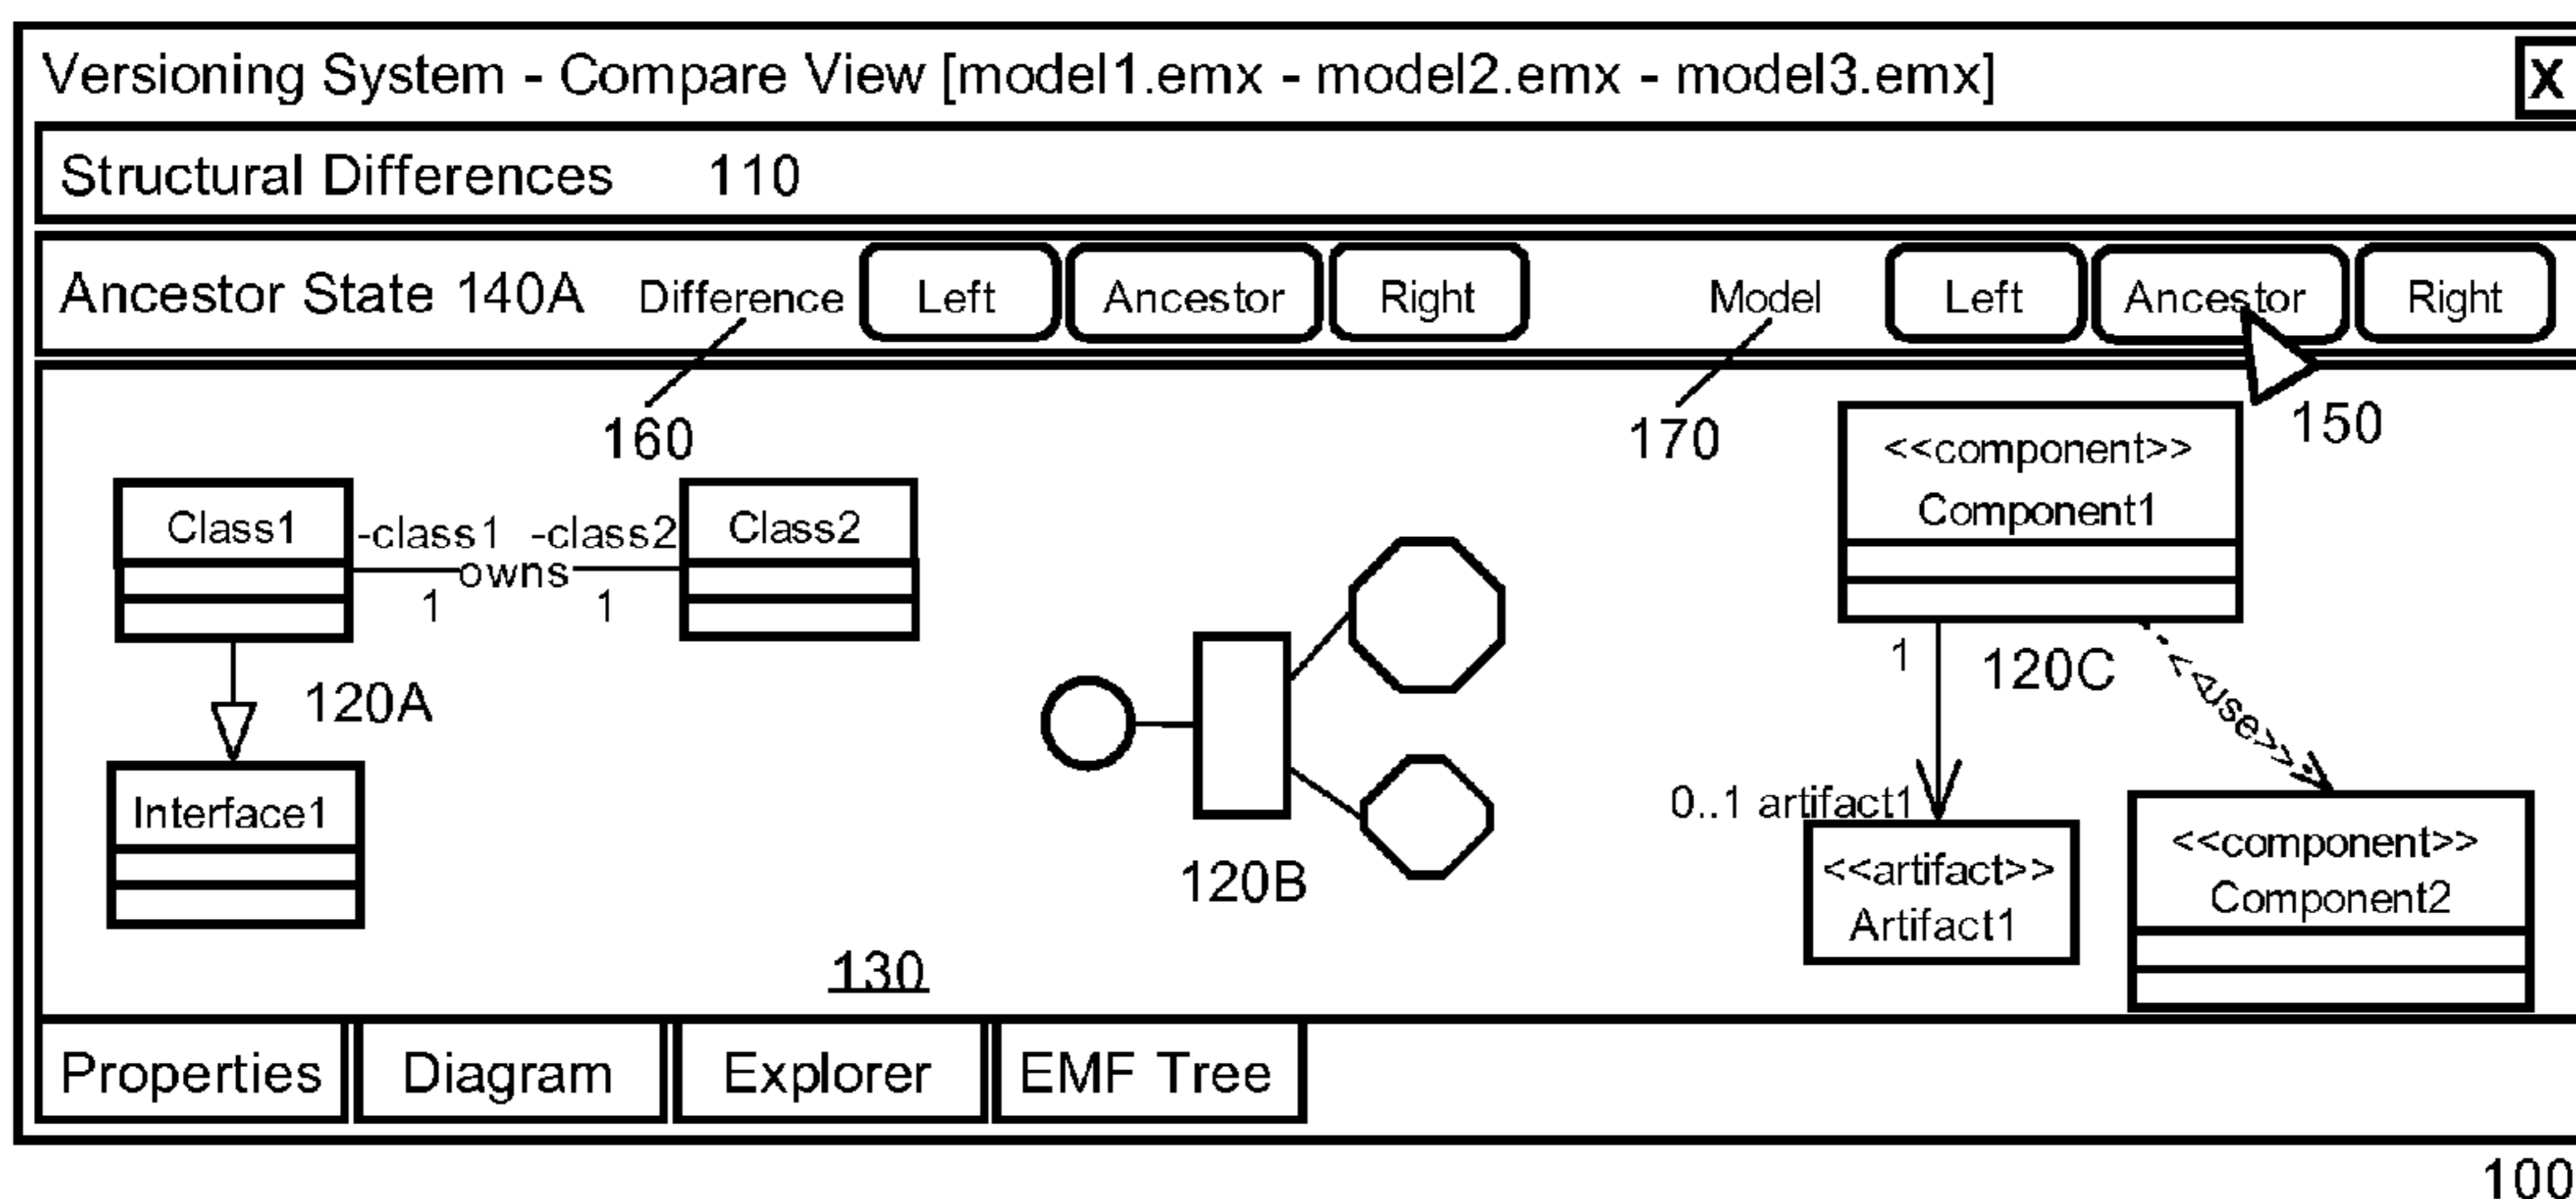 Versioning System - Compare View [model1.emx - model2.emx - model3.emx] X
Structural Differences 110
Ancestor State 140A Difference Left Ancestor Right Model Left Ancestor Right
160 170 150
<<component>>
Component1
Class1 -class1 -class2 Class2
owns
1 1
1 120C
<<use>>
120A
0..1 artifact1
Interface1
<<artifact>>
Artifact1
<<component>>
Component2
120B
130
Properties Diagram Explorer EMF Tree
100